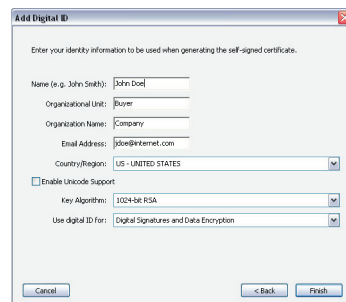 Add Digital ID
Enter your identity information to be used when generating the self-signed certificate.
Name (e.g. John Smith): John Doe
Organizational Unit: Buyer
Organization Name: Company
Email Address: jdoe@internet.com
Country/Region: US - UNITED STATES
Enable Unicode Support
Key Algorithm: 1024-bit RSA
Use digital ID for: Digital Signatures and Data Encryption
Cancel < Back Finish